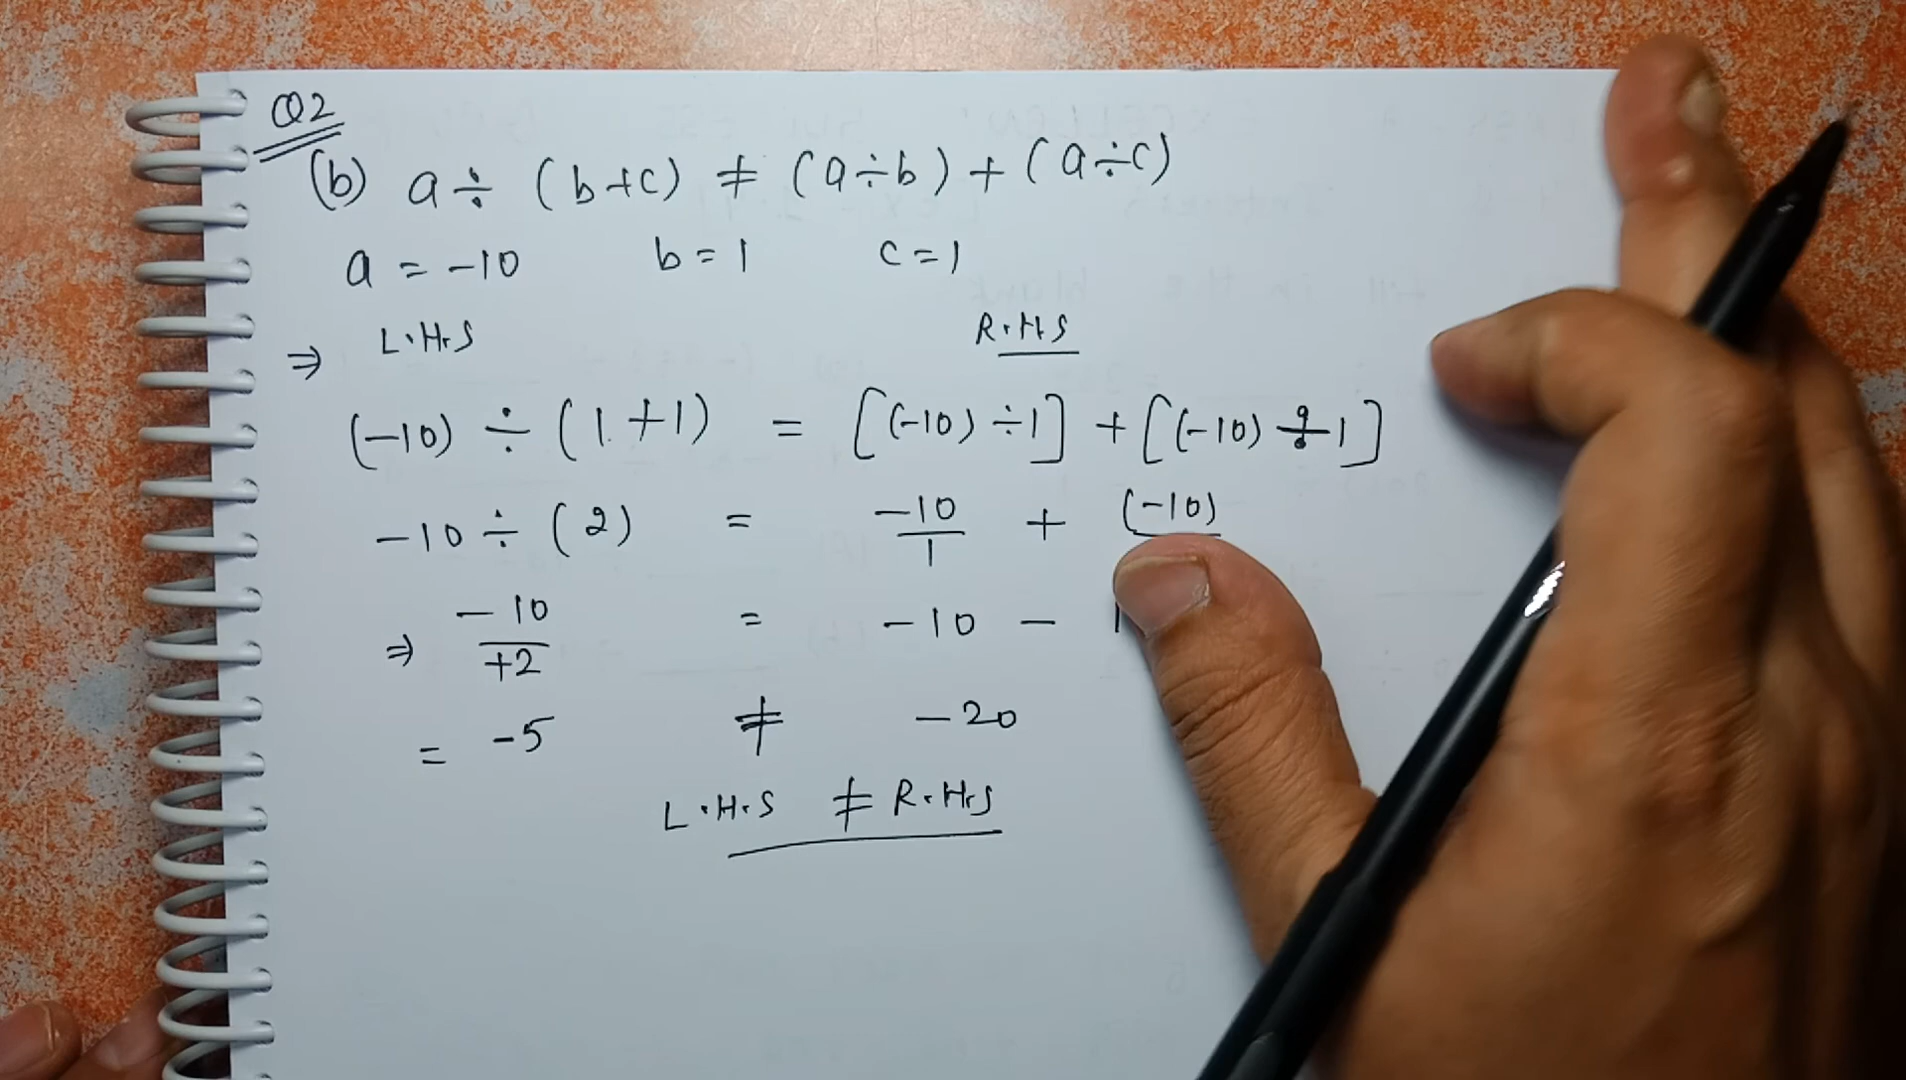 Q2
(b) a ÷ (b+c) ≠ (a÷b) + (a÷c)
a = -10 b = 1 c = 1
⇒ L.H.S R.H.S
(-10) ÷ (1+1) = [(-10) ÷1] + [(-10) ÷ 1]
-10 ÷ (2) = -10/1 + (-10)
⇒ -10/+2 = -10 - 1
= -5 ≠ -20
L.H.S ≠ R.H.S